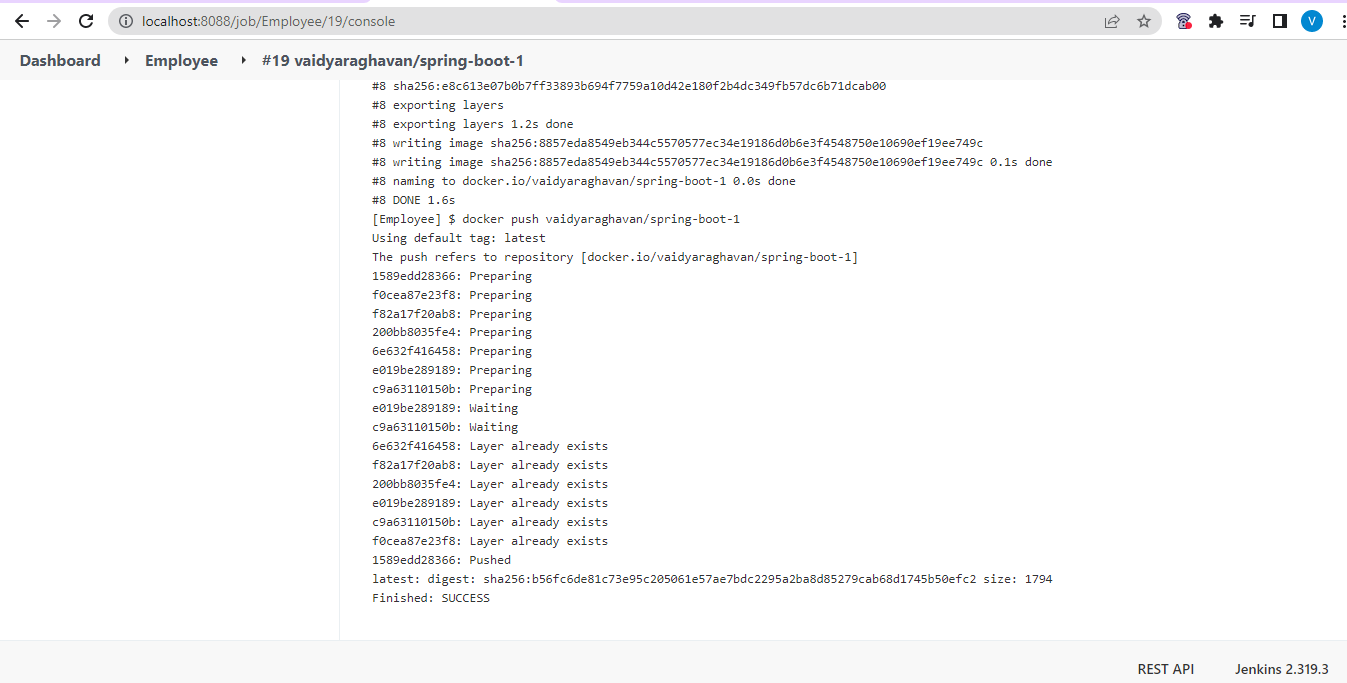 localhost:8088/job/Employee/19/console
V
Dashboard Employee #19 vaidyaraghavan/spring-boot-1
#8 sha256:e8c613e07b0b7ff33893b694f7759a10d42e180f2b4dc349fb57dc6b71dcab00
#8 exporting layers
#8 exporting layers 1.2s done
#8 writing image sha256:8857eda8549eb344c5570577ec34e19186d0b6e3f4548750e10690ef19ee749c
#8 writing image sha256:8857eda8549eb344c5570577ec34e19186d0b6e3f4548750e10690ef19ee749c 0.1s done
#8 naming to docker.io/vaidyaraghavan/spring-boot-1 0.0s done
#8 DONE 1.6s
[Employee] $ docker push vaidyaraghavan/spring-boot-1
Using default tag: latest
The push refers to repository [docker.io/vaidyaraghavan/spring-boot-1]
1589edd28366: Preparing
f0cea87e23f8: Preparing
f82a17f20ab8: Preparing
200bb8035fe4: Preparing
6e632f416458: Preparing
e019be289189: Preparing
c9a63110150b: Preparing
e019be289189: Waiting
c9a63110150b: Waiting
6e632f416458: Layer already exists
f82a17f20ab8: Layer already exists
200bb8035fe4: Layer already exists
e019be289189: Layer already exists
c9a63110150b: Layer already exists
f0cea87e23f8: Layer already exists
1589edd28366: Pushed
latest: digest: sha256:b56fc6de81c73e95c205061e57ae7bdc2295a2ba8d85279cab68d1745b50efc2 size: 1794
Finished: SUCCESS
REST API Jenkins 2.319.3